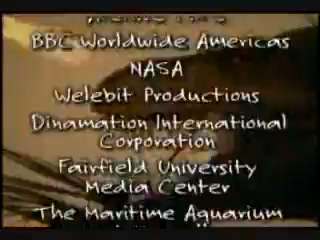 BBC Worldwide Americas
NASA
Welebit Productions
Dinamation International
Corporation
Fairfield University
Media Center
The Maritime Aquarium